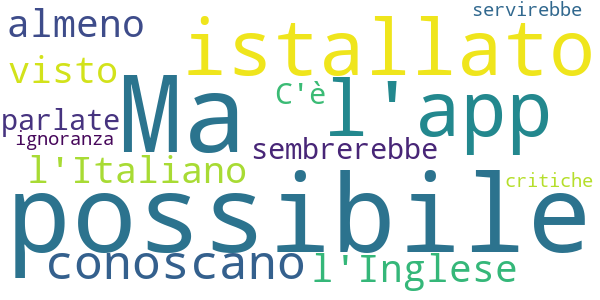 servirebbe
almeno
istallato
visto
Ma
C'è
l'app
parlate
ignoranza
sembrerebbe
l'Italiano
critiche
possibile
conoscano
l'Inglese